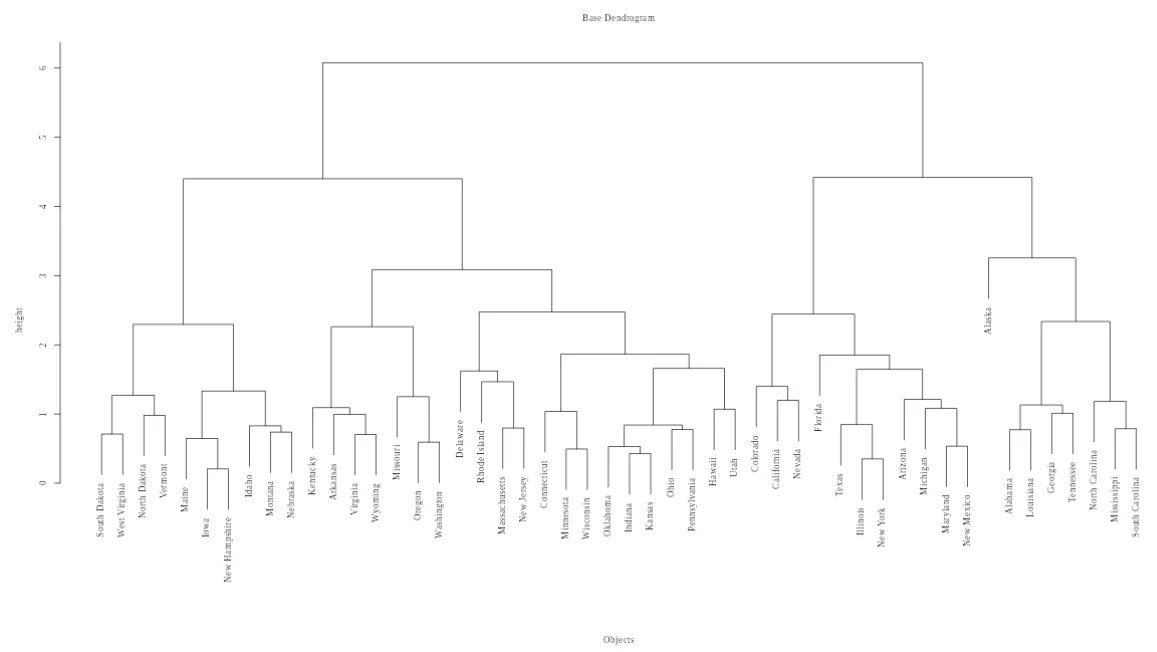 Base Dendrogram
height
0
1
2
3
4
5
6
South Dakota
West Virginia
North Dakota
Vermont
Maine
Iowa
New Hampshire
Idaho
Montana
Nebraska
Kentucky
Arkansas
Virginia
Wyoming
Missouri
Oregon
Washington
Delaware
Rhode Island
Massachusetts
New Jersey
Connecticut
Minnesota
Wisconsin
Oklahoma
Indiana
Kansas
Ohio
Pennsylvania
Hawaii
Utah
Colorado
California
Nevada
Florida
Texas
Illinois
New York
Arizona
Michigan
Maryland
New Mexico
Alaska
Alabama
Louisiana
Georgia
Tennessee
North Carolina
Mississippi
South Carolina
Objects